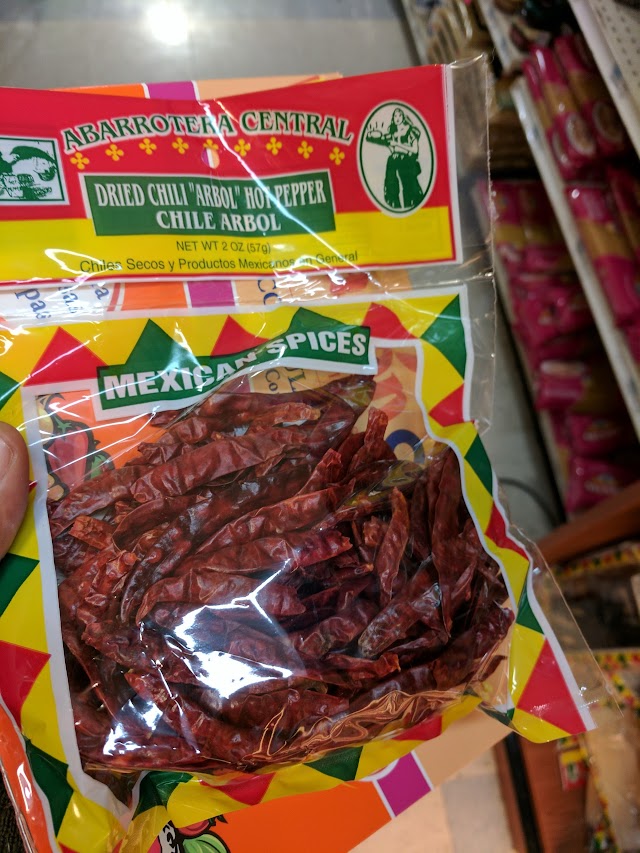 ABARROTERA CENTRAL
DRIED CHILI "ARBOL" HOT PEPPER
CHILE ARBOL
NET WT 2 OZ (57g)
Chiles Secos y Productos Mexicanos en General
MEXICAN SPICES